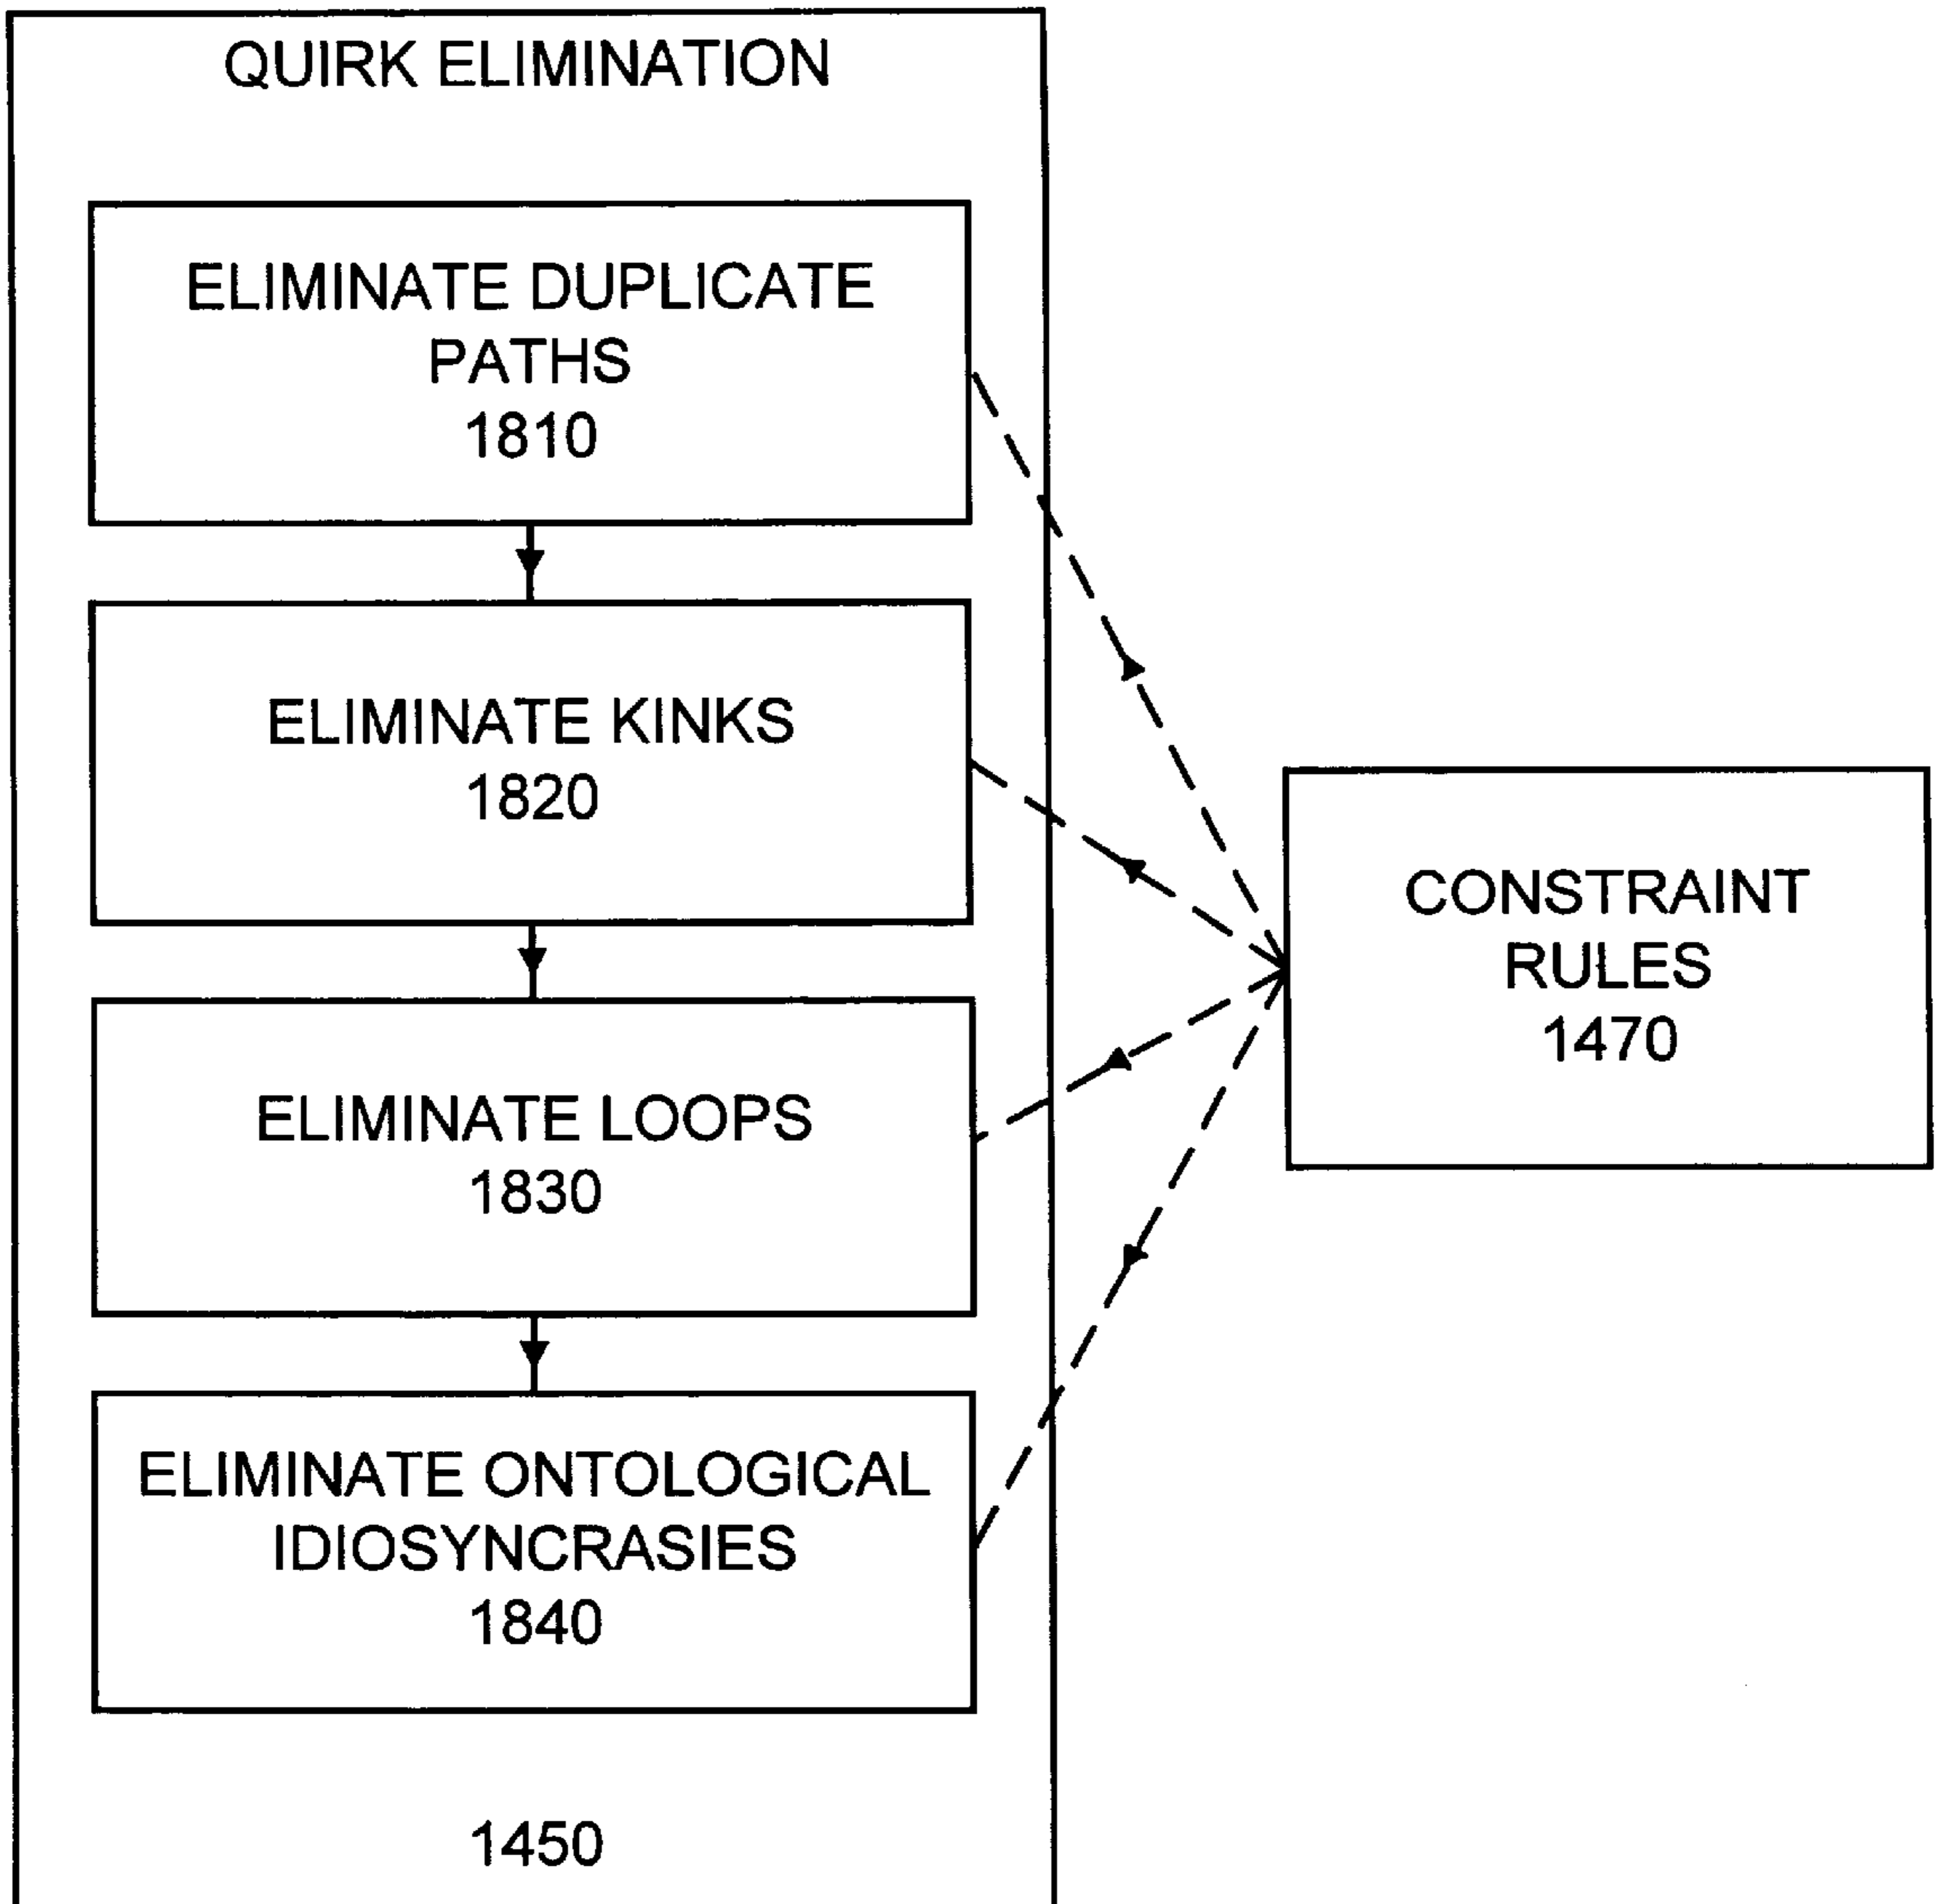 QUIRK ELIMINATION
ELIMINATE DUPLICATE
PATHS
1810
ELIMINATE KINKS
1820
ELIMINATE LOOPS
1830
ELIMINATE ONTOLOGICAL
IDIOSYNCRASIES
1840
1450
CONSTRAINT
RULES
1470